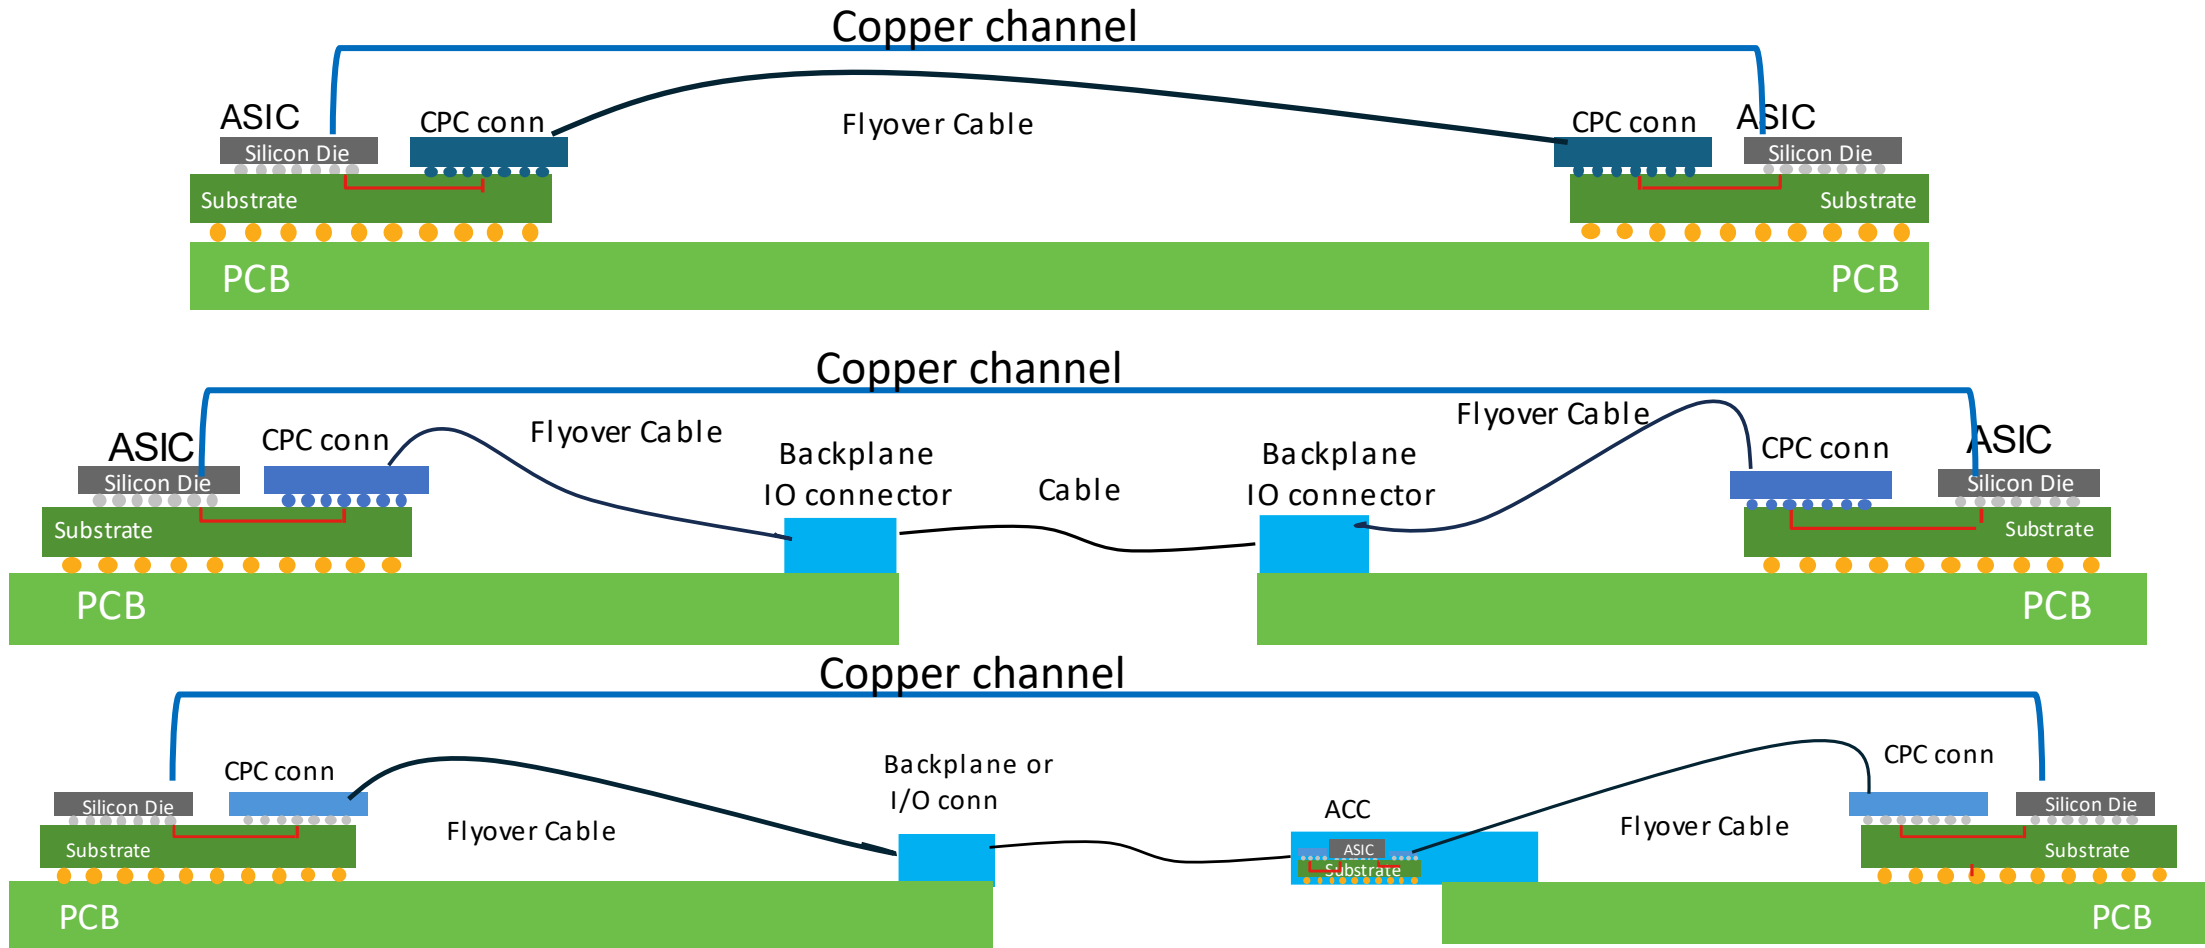 Copper channel
ASIC
CPC conn
Flyover Cable
CPC conn
ASIC
Silicon Die
Silicon Die
Substrate
Substrate
PCB
PCB
Copper channel
ASIC
CPC conn
Flyover Cable
Flyover Cable
Backplane
IO connector
Cable
Backplane
IO connector
CPC conn
ASIC
Silicon Die
Silicon Die
Substrate
Substrate
PCB
PCB
Copper channel
CPC conn
Backplane or
I/O conn
CPC conn
Silicon Die
Flyover Cable
ACC
Flyover Cable
Silicon Die
Substrate
ASIC
Substrate
Substrate
PCB
PCB